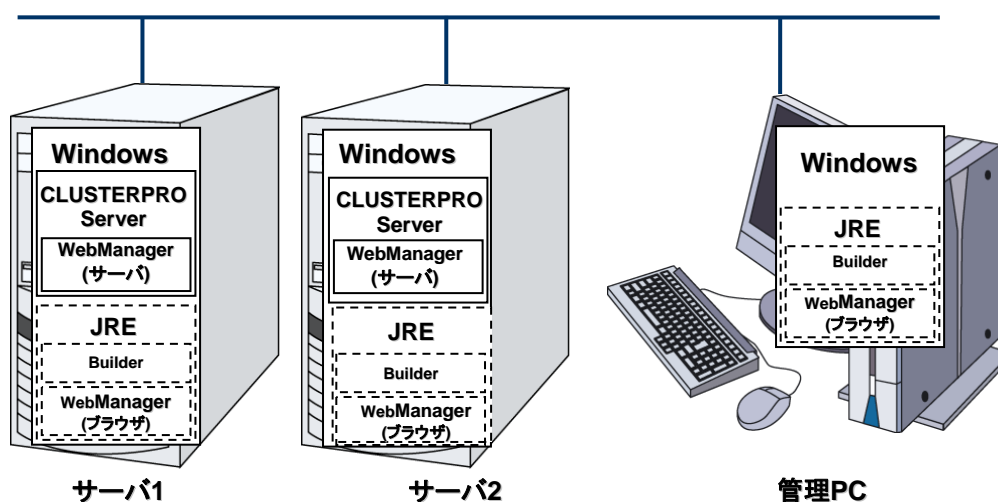 Windows
CLUSTERPRO
Server
WebManager
(サーバ)
JRE
Builder
WebManager
(ブラウザ)
サーバ1
Windows
CLUSTERPRO
Server
WebManager
(サーバ)
JRE
Builder
WebManager
(ブラウザ)
サーバ2
Windows
JRE
Builder
WebManager
(ブラウザ)
管理PC